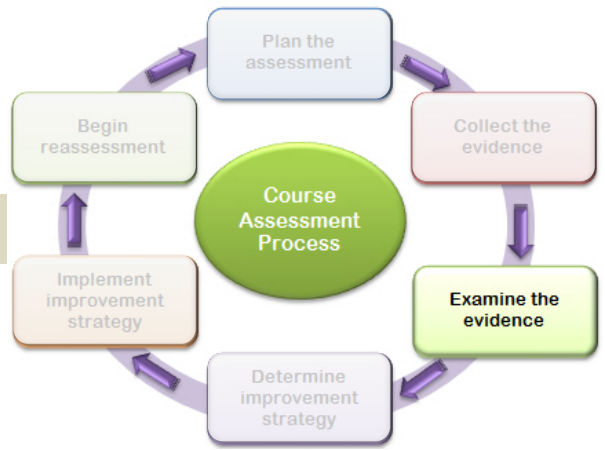 Plan the
assessment
Collect the
evidence
Examine the
evidence
Determine
improvement
strategy
Implement
improvement
strategy
Begin
reassessment
Course
Assessment
Process